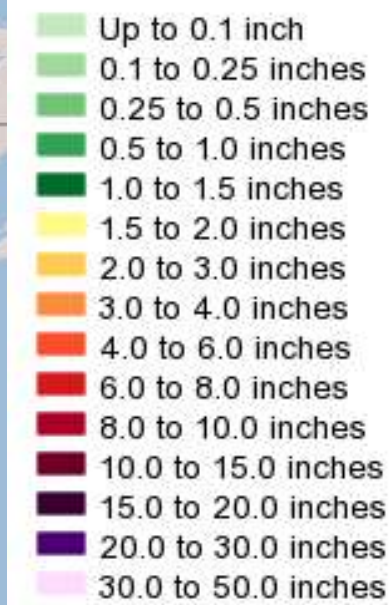 Up to 0.1 inch
0.1 to 0.25 inches
0.25 to 0.5 inches
0.5 to 1.0 inches
1.0 to 1.5 inches
1.5 to 2.0 inches
2.0 to 3.0 inches
3.0 to 4.0 inches
4.0 to 6.0 inches
6.0 to 8.0 inches
8.0 to 10.0 inches
10.0 to 15.0 inches
15.0 to 20.0 inches
20.0 to 30.0 inches
30.0 to 50.0 inches